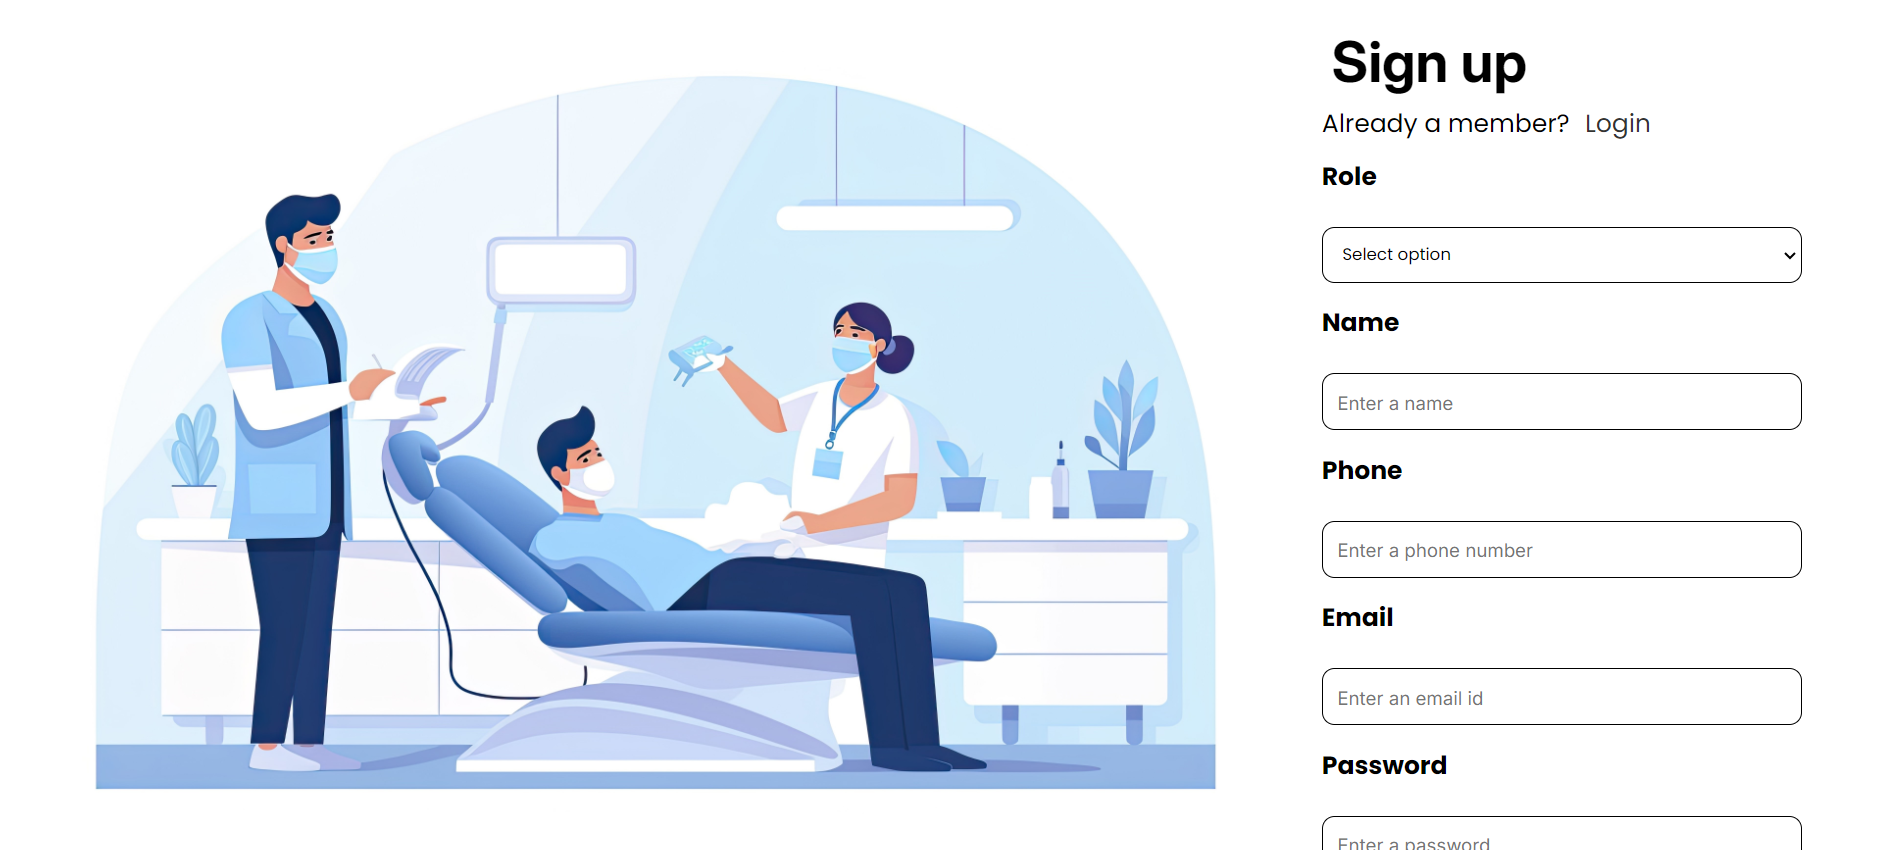 Sign up
Already a member? Login
Role
Select option
Name
Enter a name
Phone
Enter a phone number
Email
Enter an email id
Password
Enter a password